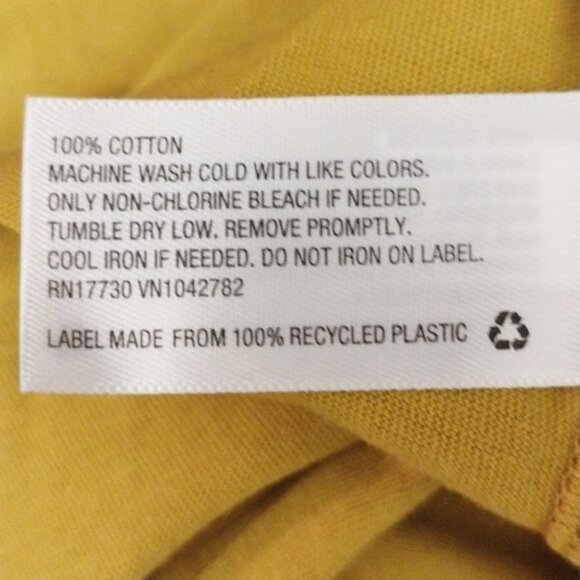 100% COTTON
MACHINE WASH COLD WITH LIKE COLORS.
ONLY NON-CHLORINE BLEACH IF NEEDED.
TUMBLE DRY LOW. REMOVE PROMPTLY.
COOL IRON IF NEEDED. DO NOT IRON ON LABEL.
RN17730 VN1042782
LABEL MADE FROM 100% RECYCLED PLASTIC